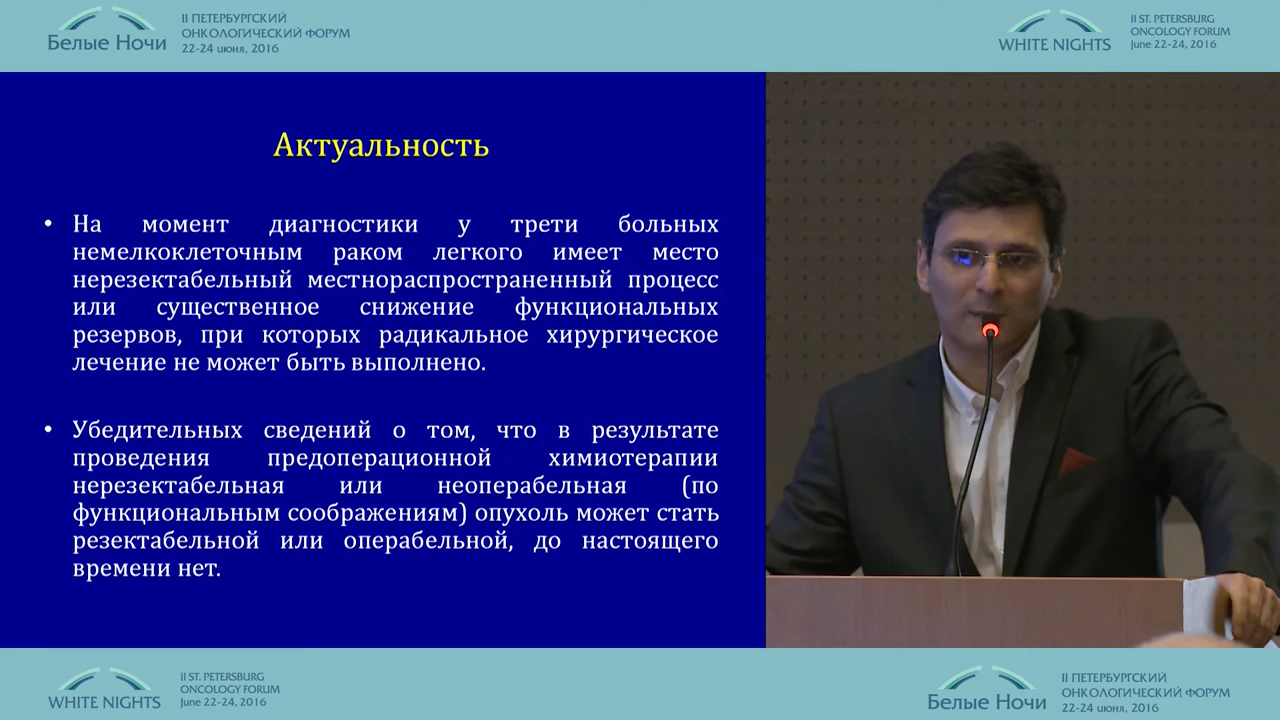 Белые Ночи
II ПЕТЕРБУРГСКИЙ
ОНКОЛОГИЧЕСКИЙ ФОРУМ
22-24 июня, 2016
WHITE NIGHTS
II ST. PETERSBURG
ONCOLOGY FORUM
June 22-24, 2016
Актуальность
• На момент диагностики у трети больных
немелкоклеточным раком легкого имеет место
нерезектабельный местнораспространенный процесс
или существенное снижение функциональных
резервов, при которых радикальное хирургическое
лечение не может быть выполнено.
• Убедительных сведений о том, что в результате
проведения предоперационной химиотерапии
нерезектабельная или неоперабельная (по
функциональным соображениям) опухоль может стать
резектабельной или операбельной, до настоящего
времени нет.
WHITE NIGHTS
II ST. PETERSBURG
ONCOLOGY FORUM
June 22-24, 2016
Белые Ночи
II ПЕТЕРБУРГСКИЙ
ОНКОЛОГИЧЕСКИЙ ФОРУМ
22-24 июня, 2016